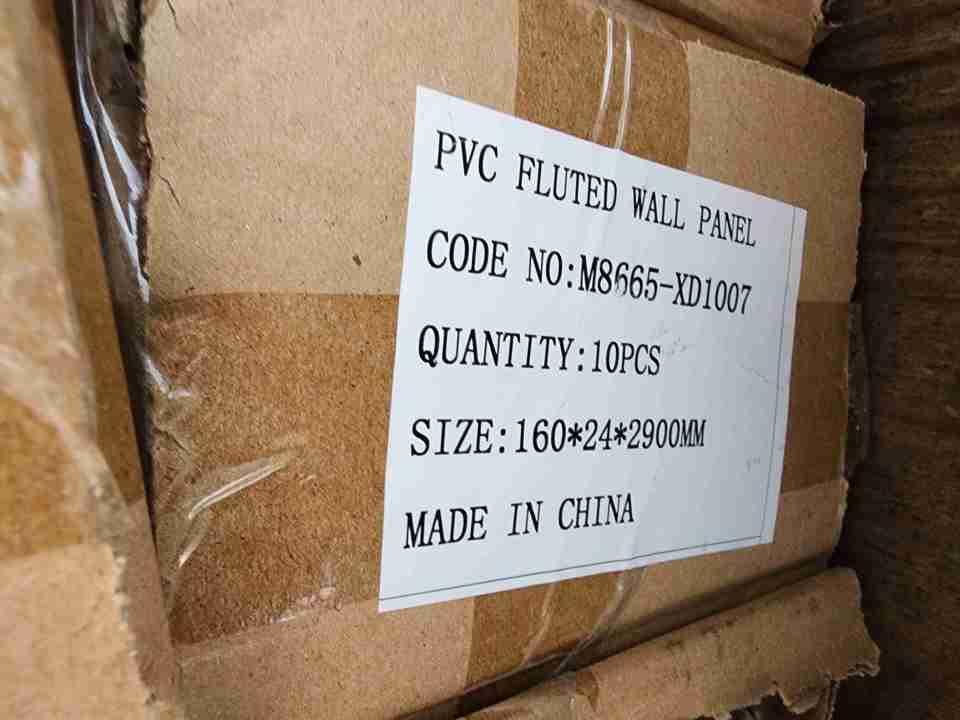 PVC FLUTED WALL PANEL
CODE NO:M8665-XD1007
QUANTITY:10PCS
SIZE:160*24*2900MM
MADE IN CHINA